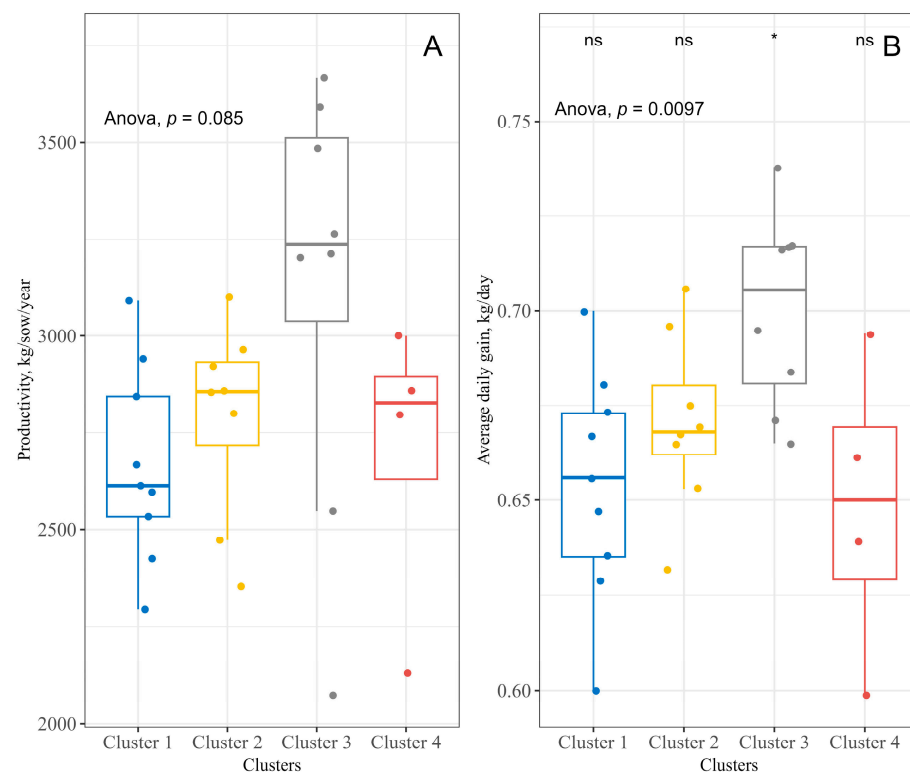 A
Anova, p = 0.085
3500
3000
2500
2000
Productivity, kg/sow/year
Cluster 1 Cluster 2 Cluster 3 Cluster 4
Clusters
ns ns * ns
B
Anova, p = 0.0097
0.75
0.70
0.65
0.60
Average daily gain, kg/day
Cluster 1 Cluster 2 Cluster 3 Cluster 4
Clusters